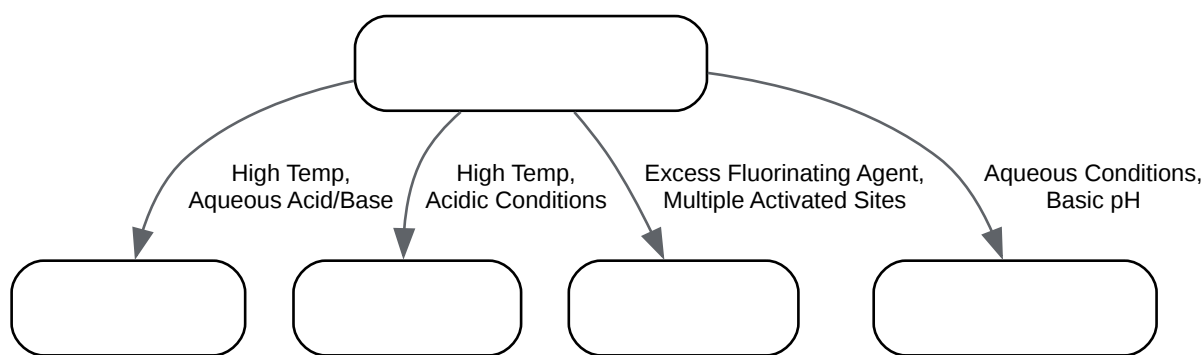 High Temp,
Aqueous Acid/Base
High Temp,
Acidic Conditions
Excess Fluorinating Agent,
Multiple Activated Sites
Aqueous Conditions,
Basic pH